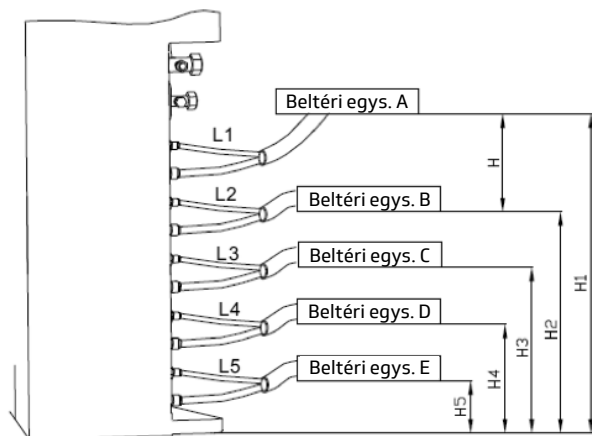 Beltéri egys. A
L1
H
L2
Beltéri egys. B
L3
Beltéri egys. C
H1
H2
L4
Beltéri egys. D
H3
L5
Beltéri egys. E
H4
H5